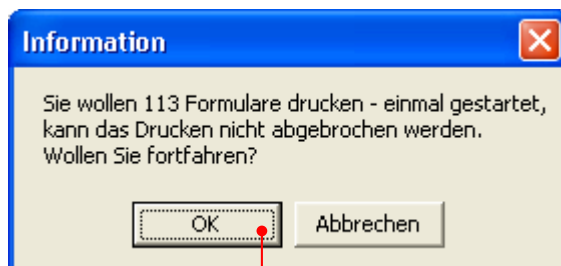 Information
Sie wollen 113 Formulare drucken - einmal gestartet,
kann das Drucken nicht abgebrochen werden.
Wollen Sie fortfahren?
OK
Abbrechen